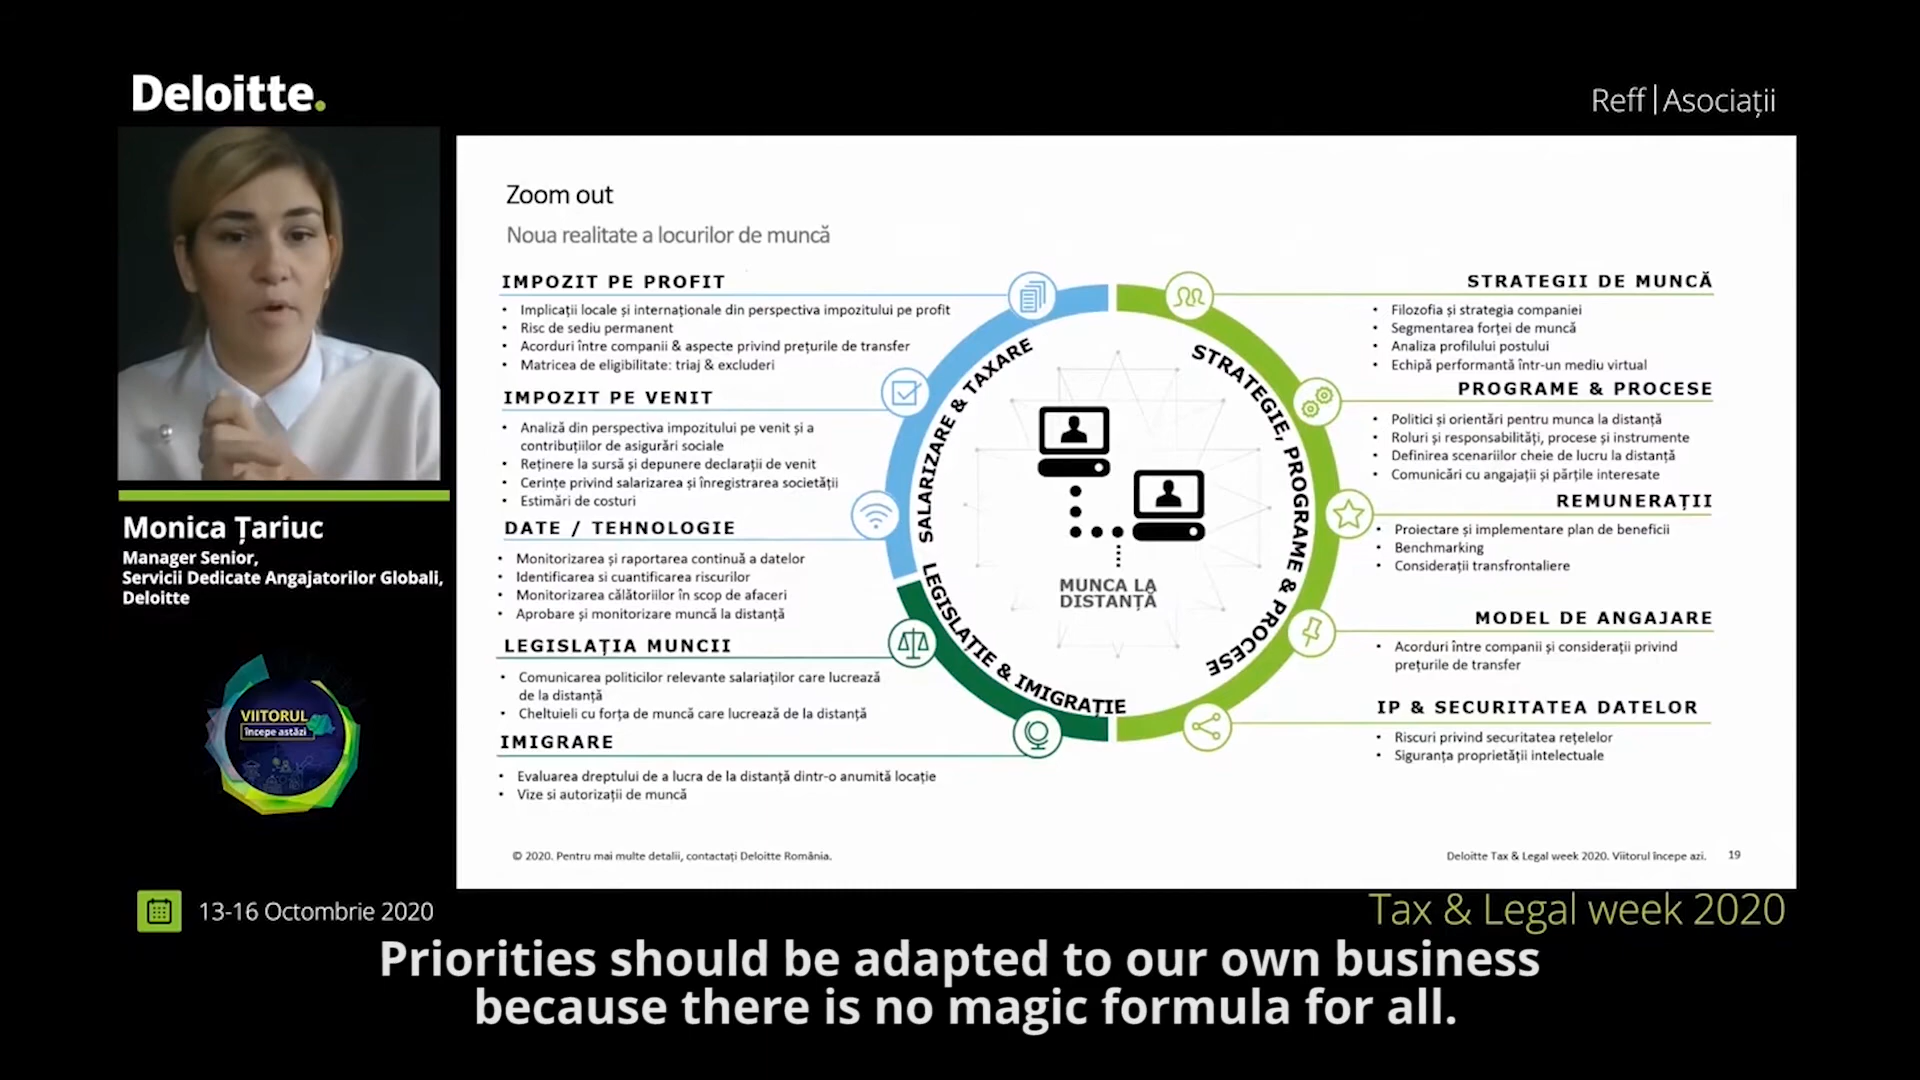 Deloitte.
Reff | Asociații
Monica Țariuc
Manager Senior,
Servicii Dedicate Angajatorilor Globali,
Deloitte
VIITORUL
începe astăzi
13-16 Octombrie 2020
Zoom out
Noua realitate a locurilor de muncă
IMPOZIT PE PROFIT
• Implicații locale și internaționale din perspectiva impozitului pe profit
• Risc de sediu permanent
• Acorduri între companii & aspecte privind prețurile de transfer
• Matricea de eligibilitate: triaj & excluderi
IMPOZIT PE VENIT
• Analiză din perspectiva impozitului pe venit și a
contribuțiilor de asigurări sociale
• Reținere la sursă și depunere declarații de venit
• Cerințe privind salarizarea și înregistrarea societății
• Estimări de costuri
DATE / TEHNOLOGIE
• Monitorizarea și raportarea continuă a datelor
• Identificarea si cuantificarea riscurilor
• Monitorizarea călătoriilor în scop de afaceri
• Aprobare și monitorizare muncă la distanță
LEGISLAȚIA MUNCII
• Comunicarea politicilor relevante salariaților care lucrează
de la distanță
• Cheltuieli cu forța de muncă care lucrează de la distanță
IMIGRARE
• Evaluarea dreptului de a lucra de la distanță dintr-o anumită locație
• Vize si autorizații de muncă
SALARIZARE & TAXARE
LEGISLAȚIE & IMIGRAȚIE
STRATEGIE, PROGRAME & PROCESE
MUNCA LA
DISTANȚĂ
STRATEGII DE MUNCĂ
• Filozofia și strategia companiei
• Segmentarea forței de muncă
• Analiza profilului postului
• Echipă performantă într-un mediu virtual
PROGRAME & PROCESE
• Politici și orientări pentru munca la distanță
• Roluri și responsabilități, procese și instrumente
• Definirea scenariilor cheie de lucru la distanță
• Comunicări cu angajații și părțile interesate
REMUNERAȚII
• Proiectare și implementare plan de beneficii
• Benchmarking
• Considerații transfrontaliere
MODEL DE ANGAJARE
• Acorduri între companii și considerații privind
prețurile de transfer
IP & SECURITATEA DATELOR
• Riscuri privind securitatea rețelelor
• Siguranța proprietății intelectuale
© 2020. Pentru mai multe detalii, contactați Deloitte România.
Deloitte Tax & Legal week 2020. Viitorul începe azi. 19
Tax & Legal week 2020
Priorities should be adapted to our own business
because there is no magic formula for all.